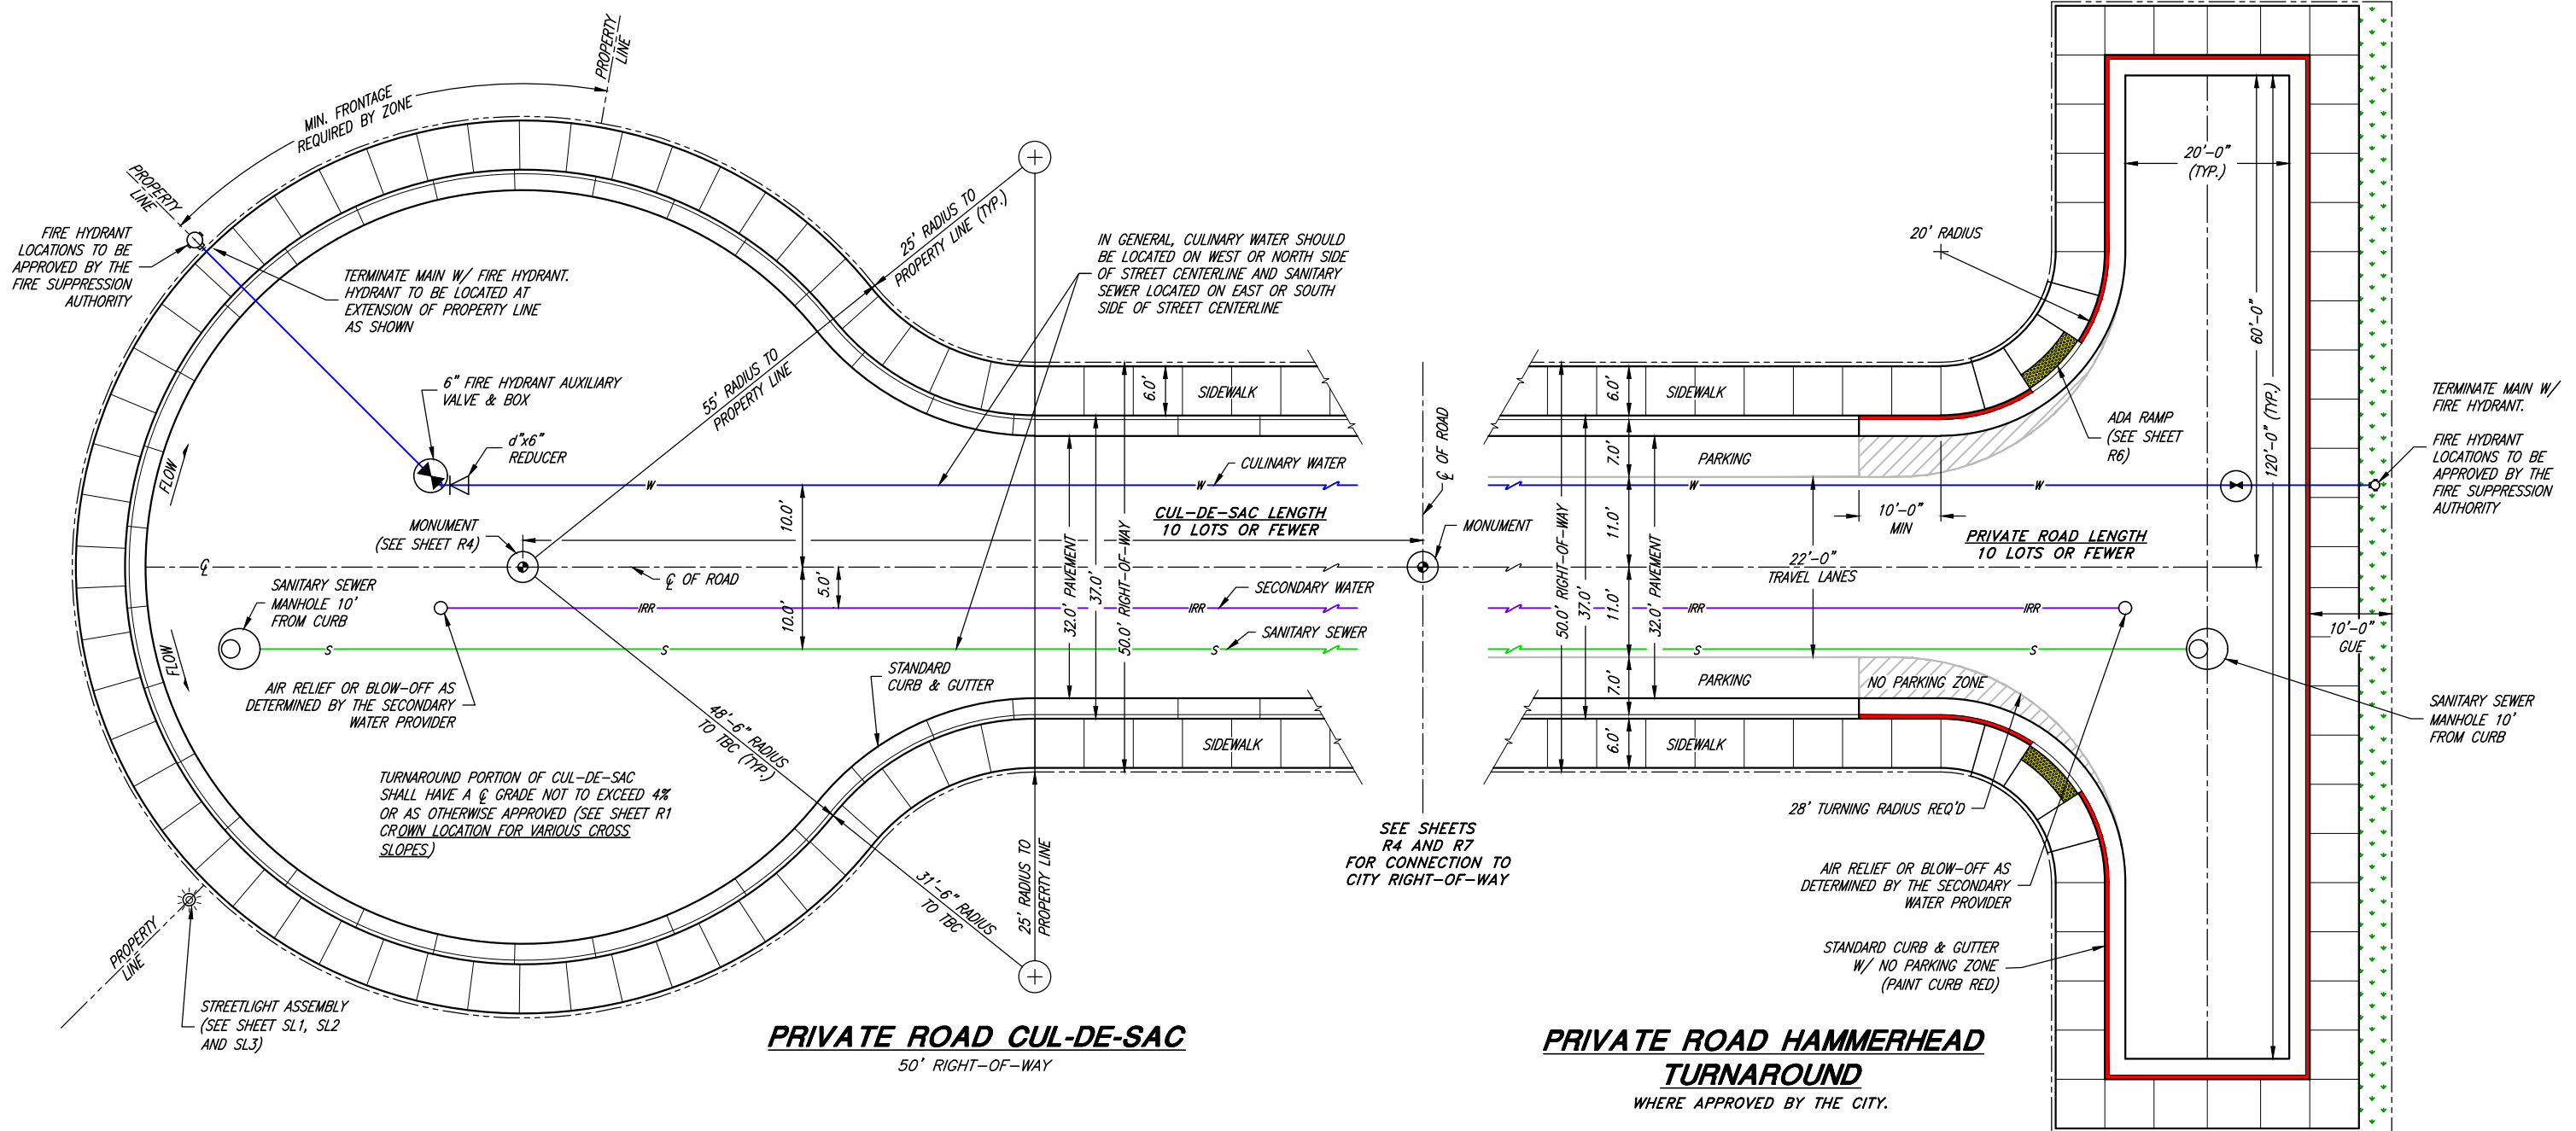 PROPERTY
LINE
MIN. FRONTAGE
REQUIRED BY ZONE
PROPERTY
LINE
FIRE HYDRANT
LOCATIONS TO BE
APPROVED BY THE
FIRE SUPPRESSION
AUTHORITY
TERMINATE MAIN W/ FIRE HYDRANT.
HYDRANT TO BE LOCATED AT
EXTENSION OF PROPERTY LINE
AS SHOWN
6" FIRE HYDRANT AUXILIARY
VALVE & BOX
d"x6"
REDUCER
25' RADIUS TO
PROPERTY LINE (TYP.)
55' RADIUS TO
PROPERTY LINE
IN GENERAL, CULINARY WATER SHOULD
BE LOCATED ON WEST OR NORTH SIDE
OF STREET CENTERLINE AND SANITARY
SEWER LOCATED ON EAST OR SOUTH
SIDE OF STREET CENTERLINE
6.0'
SIDEWALK
CULINARY WATER
W
W
FLOW
MONUMENT
(SEE SHEET R4)
10.0'
CUL-DE-SAC LENGTH
10 LOTS OR FEWER
℄
℄ OF ROAD
SANITARY SEWER
MANHOLE 10'
FROM CURB
10.0'
5.0'
SECONDARY WATER
IRR
IRR
SANITARY SEWER
S
S
S
FLOW
32.0' PAVEMENT
37.0'
50.0' RIGHT-OF-WAY
AIR RELIEF OR BLOW-OFF AS
DETERMINED BY THE SECONDARY
WATER PROVIDER
STANDARD
CURB & GUTTER
48'-6" RADIUS
TO TBC (TYP.)
SIDEWALK
TURNAROUND PORTION OF CUL-DE-SAC
SHALL HAVE A ℄ GRADE NOT TO EXCEED 4%
OR AS OTHERWISE APPROVED (SEE SHEET R1
CROWN LOCATION FOR VARIOUS CROSS
SLOPES)
31'-6" RADIUS
TO TBC
25' RADIUS TO
PROPERTY LINE
PROPERTY
LINE
STREETLIGHT ASSEMBLY
(SEE SHEET SL1, SL2
AND SL3)
PRIVATE ROAD CUL-DE-SAC
50' RIGHT-OF-WAY
℄ OF ROAD
MONUMENT
SEE SHEETS
R4 AND R7
FOR CONNECTION TO
CITY RIGHT-OF-WAY
20'-0"
(TYP.)
20' RADIUS
60'-0"
120'-0" (TYP.)
6.0'
SIDEWALK
7.0'
PARKING
ADA RAMP
(SEE SHEET
R6)
TERMINATE MAIN W/
FIRE HYDRANT.
FIRE HYDRANT
LOCATIONS TO BE
APPROVED BY THE
FIRE SUPPRESSION
AUTHORITY
W
W
10'-0"
MIN
PRIVATE ROAD LENGTH
10 LOTS OR FEWER
50.0' RIGHT-OF-WAY
37.0'
11.0'
11.0'
32.0' PAVEMENT
22'-0"
TRAVEL LANES
IRR
IRR
10'-0"
GUE
S
S
7.0'
PARKING
NO PARKING ZONE
6.0'
SIDEWALK
SANITARY SEWER
MANHOLE 10'
FROM CURB
28' TURNING RADIUS REQ'D
AIR RELIEF OR BLOW-OFF AS
DETERMINED BY THE SECONDARY
WATER PROVIDER
STANDARD CURB & GUTTER
W/ NO PARKING ZONE
(PAINT CURB RED)
PRIVATE ROAD HAMMERHEAD
TURNAROUND
WHERE APPROVED BY THE CITY.